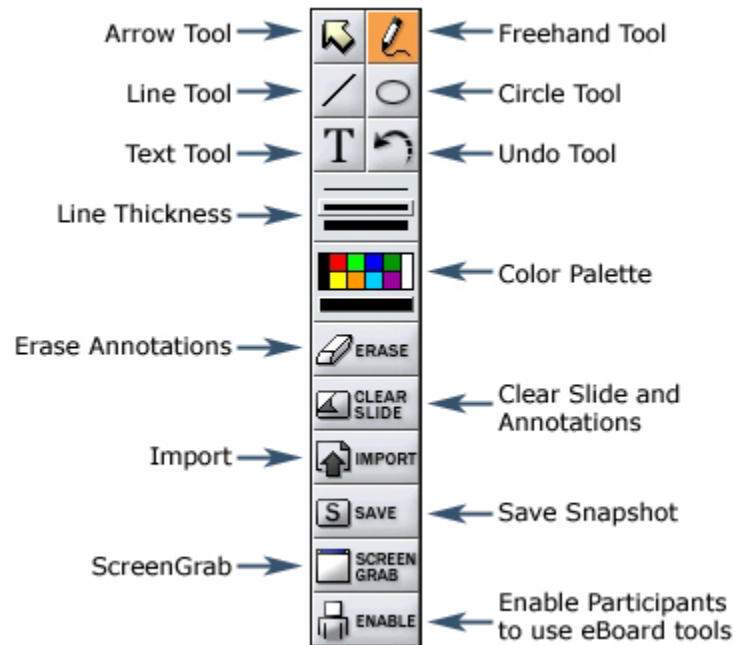 Arrow Tool
Freehand Tool
Line Tool
Circle Tool
T
Text Tool
Undo Tool
Line Thickness
Color Palette
Erase Annotations
ERASE
CLEAR
SLIDE
Clear Slide and
Annotations
Import
IMPORT
S SAVE
Save Snapshot
ScreenGrab
SCREEN
GRAB
ENABLE
Enable Participants
to use eBoard tools